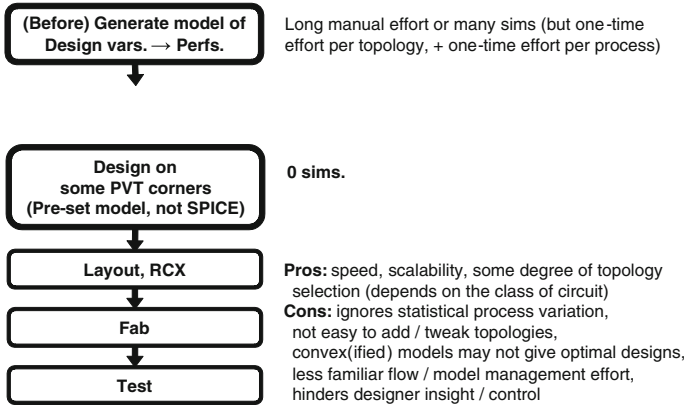 (Before) Generate model of
Design vars. → Perfs.
Long manual effort or many sims (but one-time
effort per topology, + one-time effort per process)
Design on
some PVT corners
(Pre-set model, not SPICE)
0 sims.
Layout, RCX
Fab
Test
Pros: speed, scalability, some degree of topology
selection (depends on the class of circuit)
Cons: ignores statistical process variation,
not easy to add / tweak topologies,
convex(ified) models may not give optimal designs,
less familiar flow / model management effort,
hinders designer insight / control